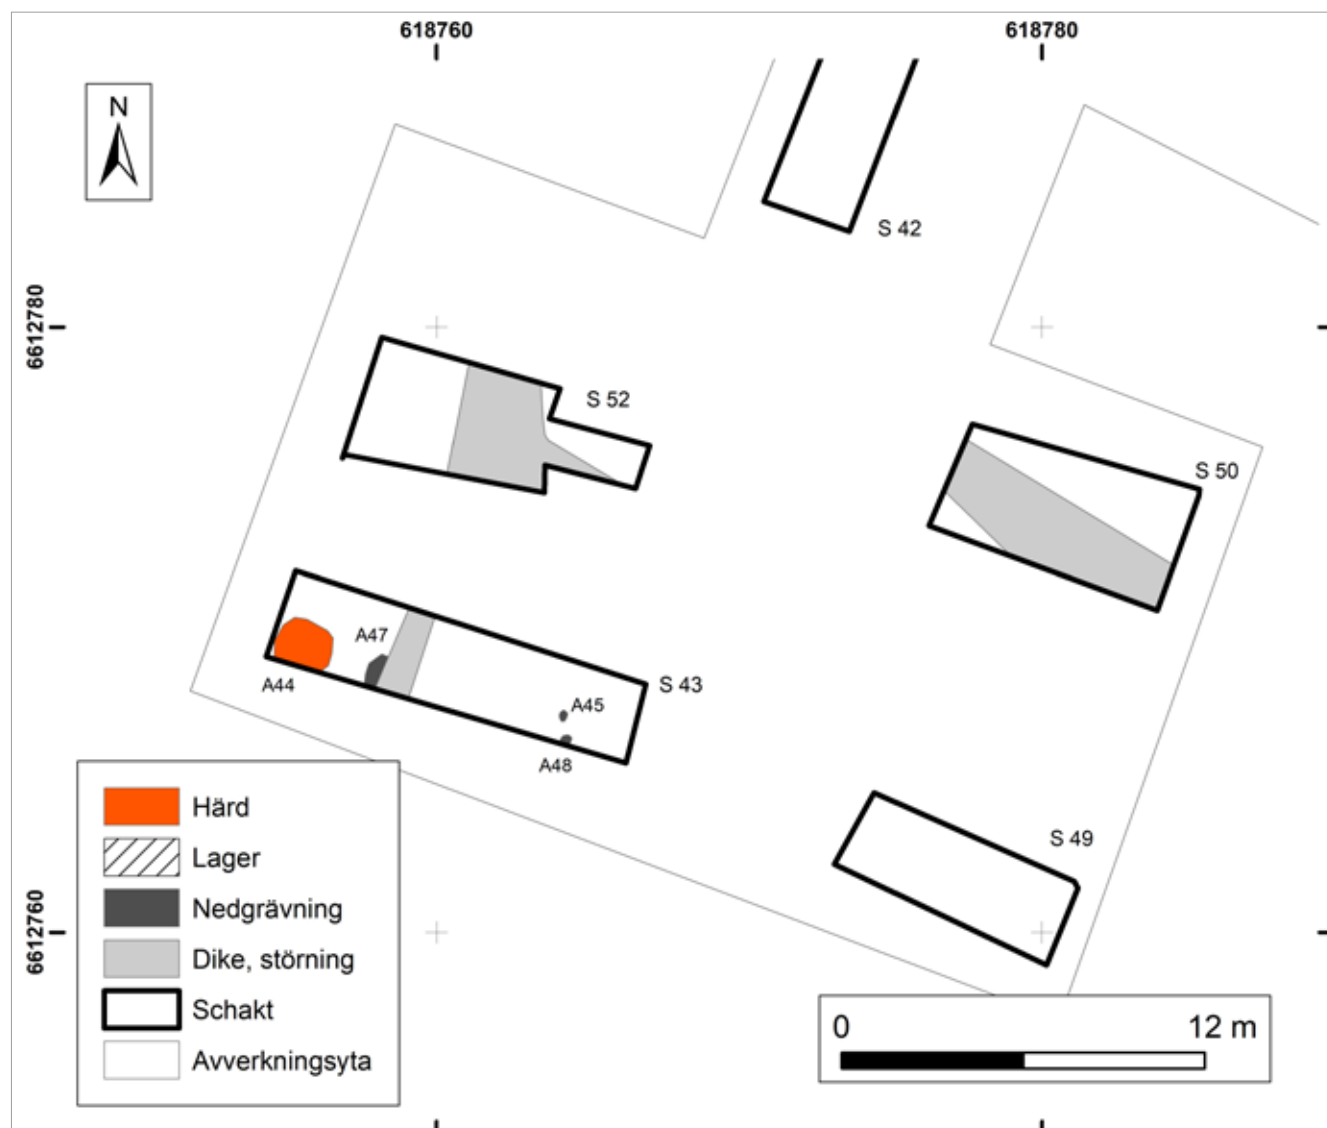 618760
618780
N
S 42
6612780
S 52
S 50
A47
A44
S 43
A45
A48
S 49
6612760
Härd
Lager
Nedgrävning
Dike, störning
Schakt
Avverkningsyta
0 12 m